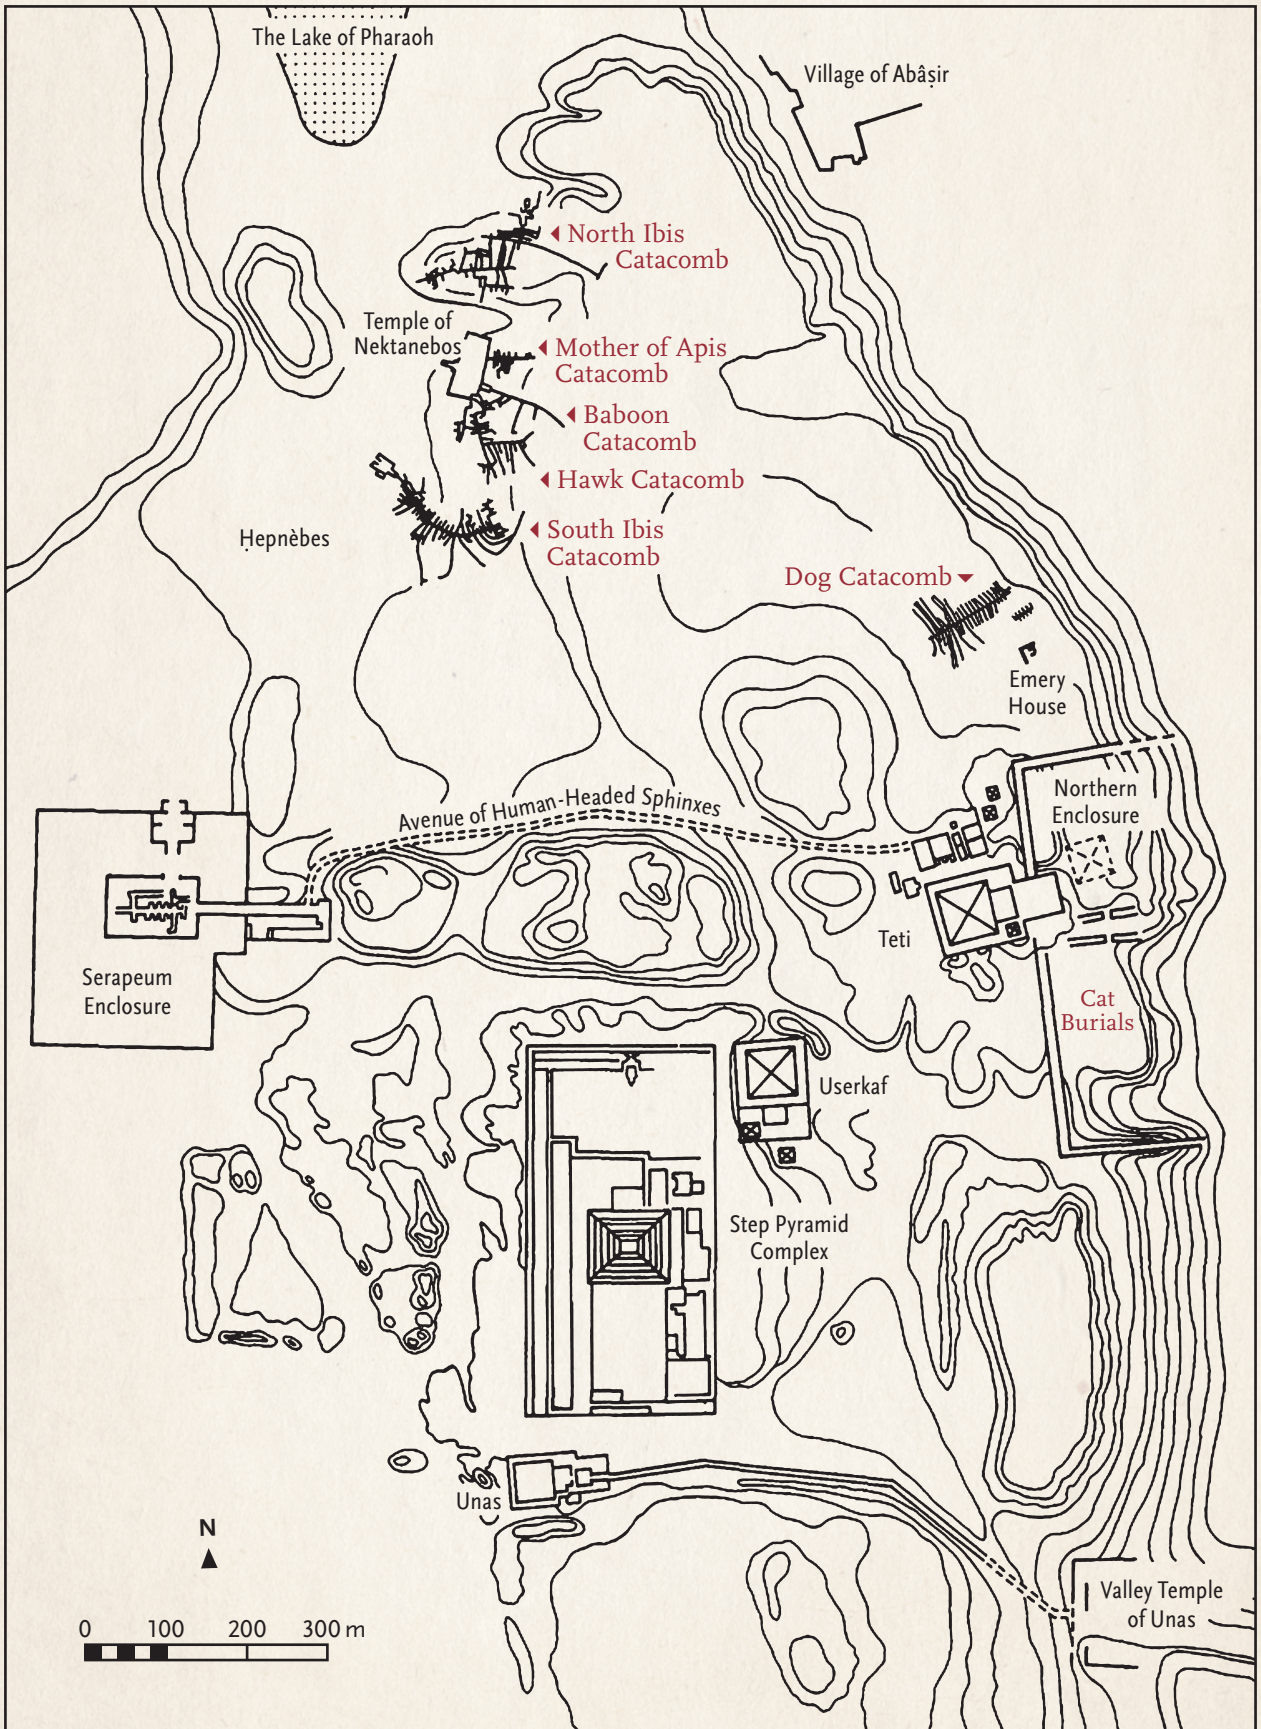 The Lake of Pharaoh
Village of Abâṣir
North Ibis
Catacomb
Temple of
Nektanebos
Mother of Apis
Catacomb
Baboon
Catacomb
Hawk Catacomb
South Ibis
Catacomb
Ḥepnèbes
Dog Catacomb
Emery
House
Northern
Enclosure
Avenue of Human-Headed Sphinxes
Teti
Serapeum
Enclosure
Cat
Burials
Userkaf
Step Pyramid
Complex
Unas
N
Valley Temple
of Unas
0 100 200 300 m